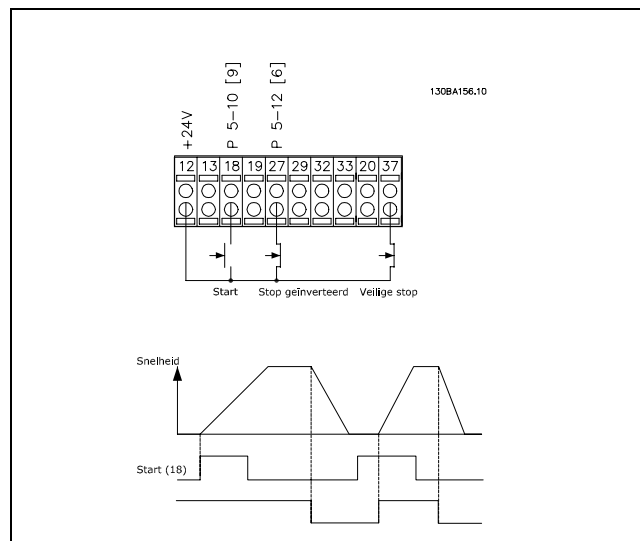 130BA156.10
+24V
P 5-10 [9]
P 5-12 [6]
12 13 18 19 27 29 32 33 20 37
Start Stop geïnverteerd Veilige stop
Snelheid
Start (18)